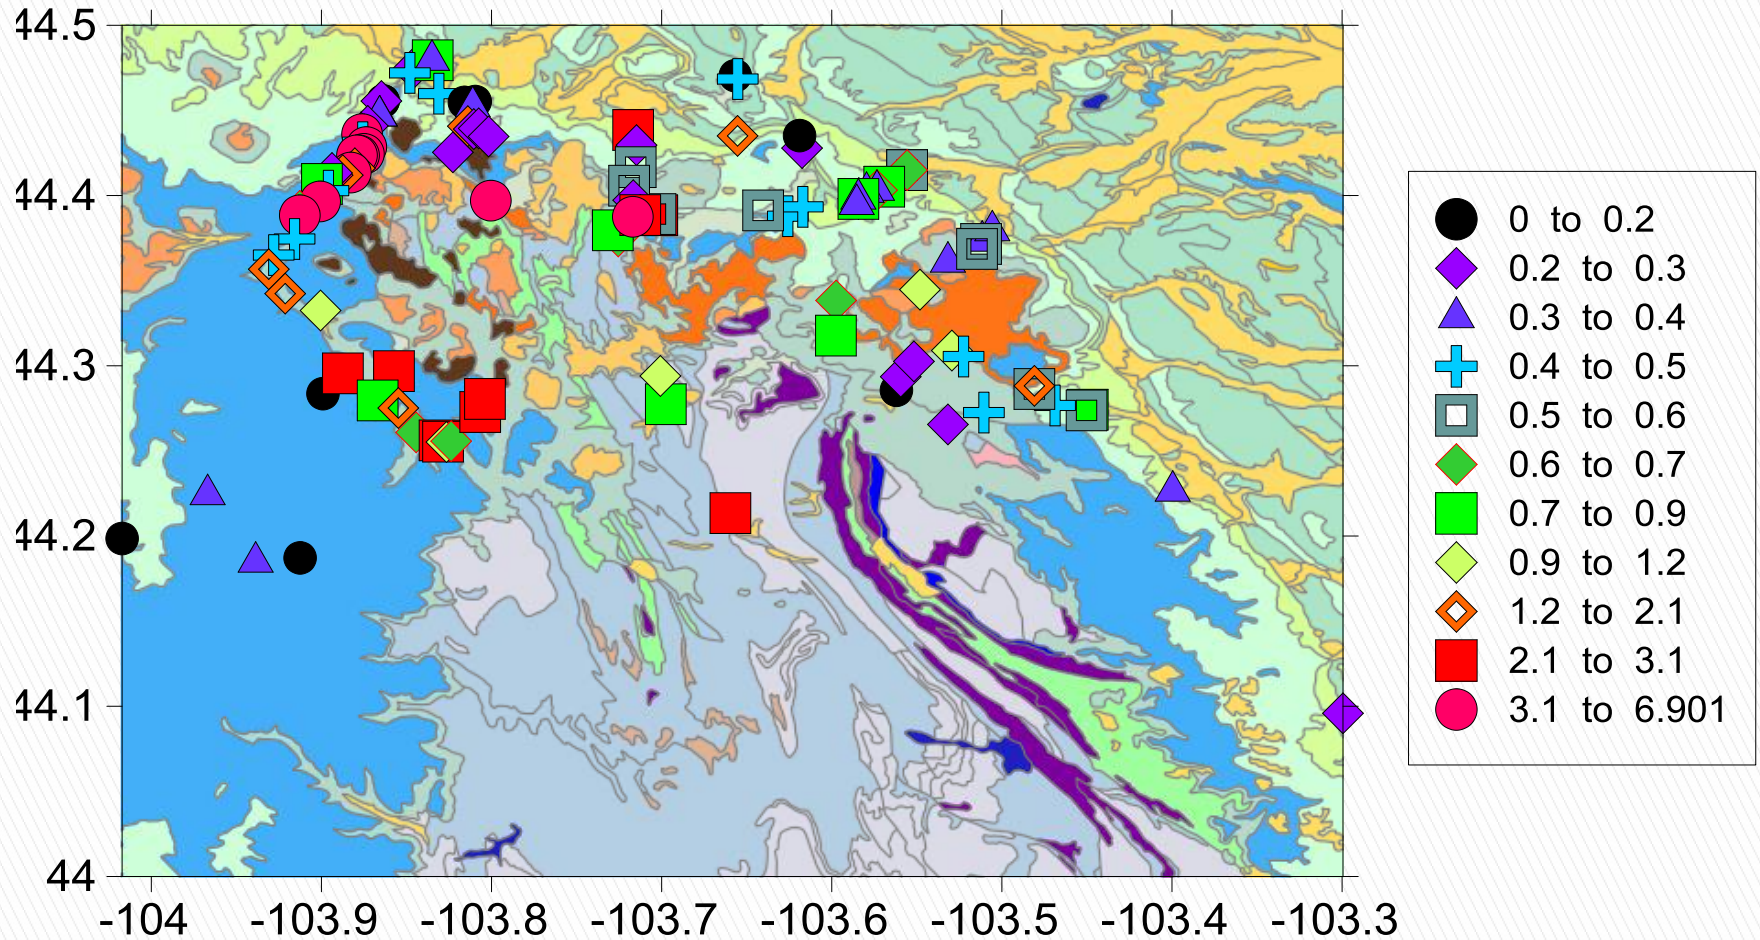 44.5
44.4
44.3
44.2
44.1
44
-104 -103.9 -103.8 -103.7 -103.6 -103.5 -103.4 -103.3
0 to 0.2
0.2 to 0.3
0.3 to 0.4
0.4 to 0.5
0.5 to 0.6
0.6 to 0.7
0.7 to 0.9
0.9 to 1.2
1.2 to 2.1
2.1 to 3.1
3.1 to 6.901